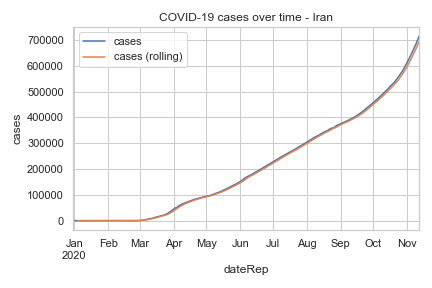 COVID-19 cases over time - Iran
cases
cases (rolling)
cases
700000
600000
500000
400000
300000
200000
100000
0
Jan Feb Mar Apr May Jun Jul Aug Sep Oct Nov
2020
dateRep